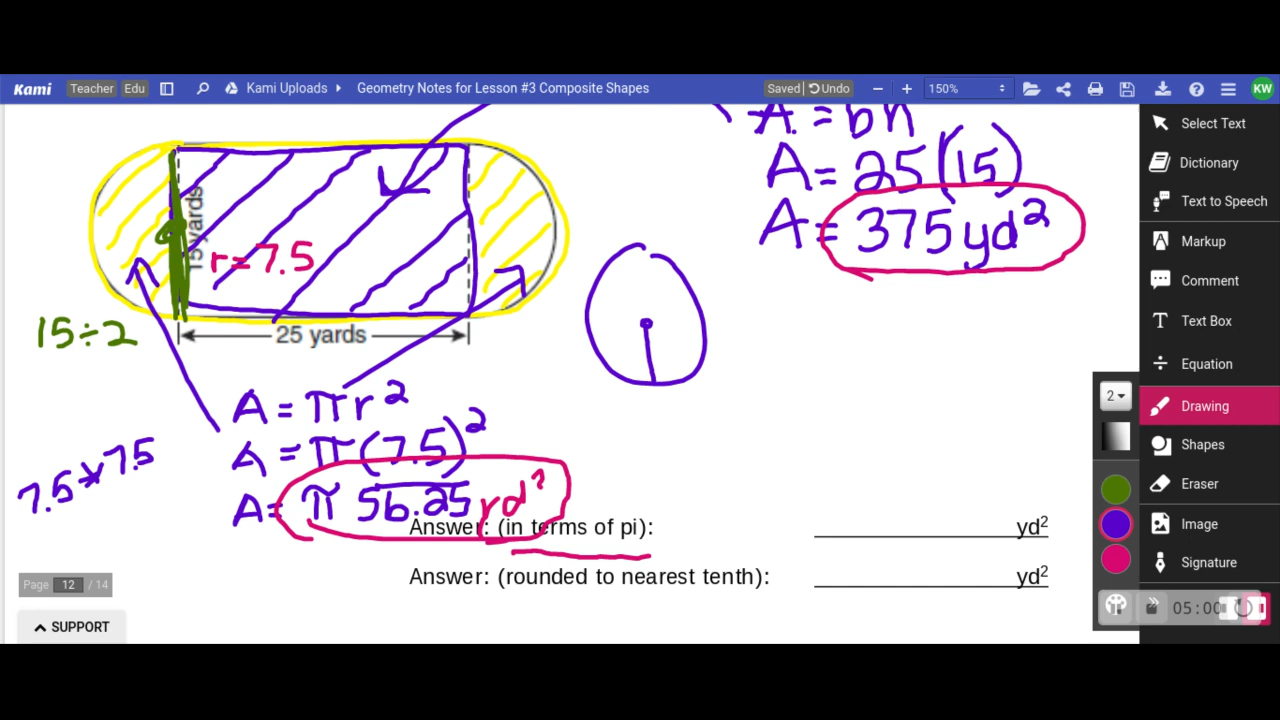 Kami Teacher Edu Kami Uploads Geometry Notes for Lesson #3 Composite Shapes Saved Undo 150% KW
A = bh
A = 25(15)
A = 375 yd²
15 yards
r = 7.5
15÷2
25 yards
A = πr²
A = π(7.5)²
7.5*7.5
A = π 56.25 yd²
Answer: (in terms of pi): yd²
Answer: (rounded to nearest tenth): yd²
Page 12 / 14
SUPPORT
Select Text
Dictionary
Text to Speech
Markup
Comment
Text Box
Equation
2
Drawing
Shapes
Eraser
Image
Signature
05:00